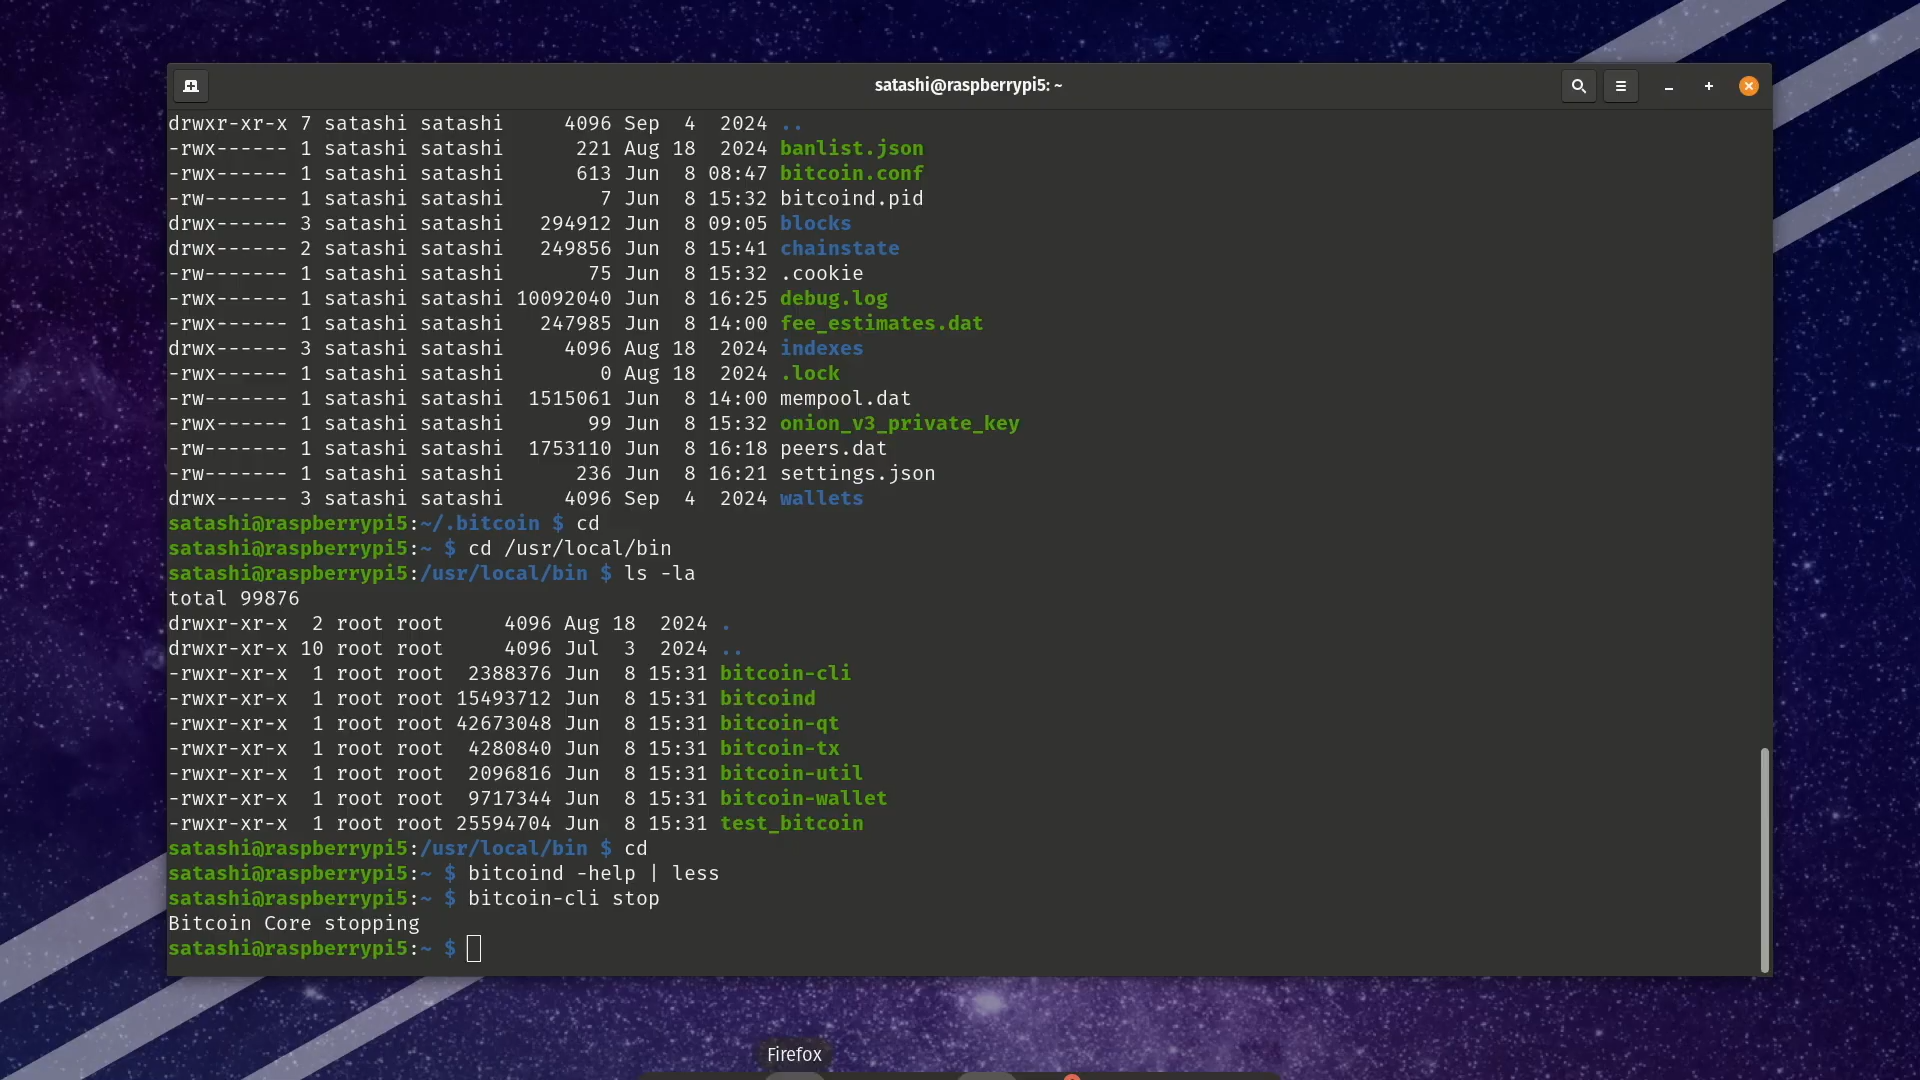 satashi@raspberrypi5: ~
drwxr-xr-x 7 satashi satashi     4096 Sep  4  2024 ..
-rwx------ 1 satashi satashi      221 Aug 18  2024 banlist.json
-rwx------ 1 satashi satashi      613 Jun  8 08:47 bitcoin.conf
-rw------- 1 satashi satashi        7 Jun  8 15:32 bitcoind.pid
drwx------ 3 satashi satashi   294912 Jun  8 09:05 blocks
drwx------ 2 satashi satashi   249856 Jun  8 15:41 chainstate
-rw------- 1 satashi satashi       75 Jun  8 15:32 .cookie
-rwx------ 1 satashi satashi 10092040 Jun  8 16:25 debug.log
-rwx------ 1 satashi satashi   247985 Jun  8 14:00 fee_estimates.dat
drwx------ 3 satashi satashi     4096 Aug 18  2024 indexes
-rwx------ 1 satashi satashi        0 Aug 18  2024 .lock
-rw------- 1 satashi satashi  1515061 Jun  8 14:00 mempool.dat
-rwx------ 1 satashi satashi       99 Jun  8 15:32 onion_v3_private_key
-rw------- 1 satashi satashi  1753110 Jun  8 16:18 peers.dat
-rw------- 1 satashi satashi      236 Jun  8 16:21 settings.json
drwx------ 3 satashi satashi     4096 Sep  4  2024 wallets
satashi@raspberrypi5:~/.bitcoin $ cd
satashi@raspberrypi5:~ $ cd /usr/local/bin
satashi@raspberrypi5:/usr/local/bin $ ls -la
total 99876
drwxr-xr-x  2 root root     4096 Aug 18  2024 .
drwxr-xr-x 10 root root     4096 Jul  3  2024 ..
-rwxr-xr-x  1 root root  2388376 Jun  8 15:31 bitcoin-cli
-rwxr-xr-x  1 root root 15493712 Jun  8 15:31 bitcoind
-rwxr-xr-x  1 root root 42673048 Jun  8 15:31 bitcoin-qt
-rwxr-xr-x  1 root root  4280840 Jun  8 15:31 bitcoin-tx
-rwxr-xr-x  1 root root  2096816 Jun  8 15:31 bitcoin-util
-rwxr-xr-x  1 root root  9717344 Jun  8 15:31 bitcoin-wallet
-rwxr-xr-x  1 root root 25594704 Jun  8 15:31 test_bitcoin
satashi@raspberrypi5:/usr/local/bin $ cd
satashi@raspberrypi5:~ $ bitcoind -help | less
satashi@raspberrypi5:~ $ bitcoin-cli stop
Bitcoin Core stopping
satashi@raspberrypi5:~ $
Firefox